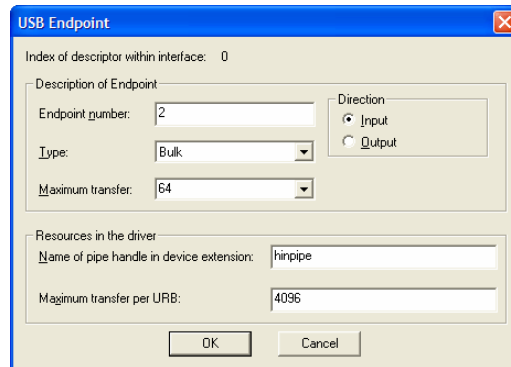 USB Endpoint
Index of descriptor within interface: 0
Description of Endpoint
Endpoint number: 2
Direction
Input
Output
Type: Bulk
Maximum transfer: 64
Resources in the driver
Name of pipe handle in device extension: hinpipe
Maximum transfer per URB: 4096
OK Cancel